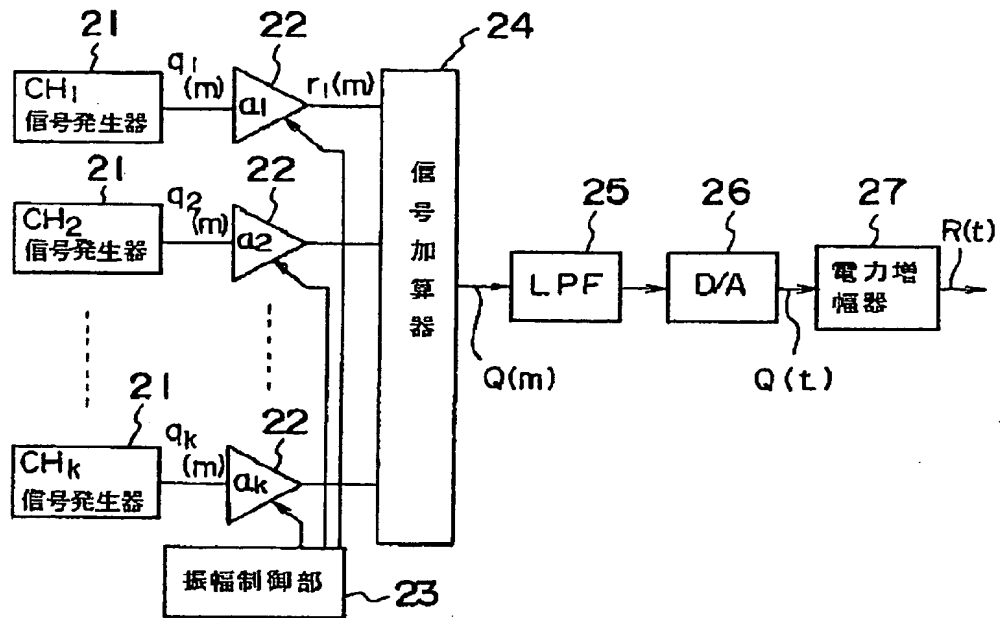 21
22
24
CH1
信号発生器
q1
(m)
a1
r1(m)
21
22
CH2
信号発生器
q2
(m)
a2
信号加算器
25
26
27
LPF
D/A
電力増
幅器
R(t)
Q(m)
Q(t)
21
22
CHk
信号発生器
qk
(m)
ak
振幅制御部
23